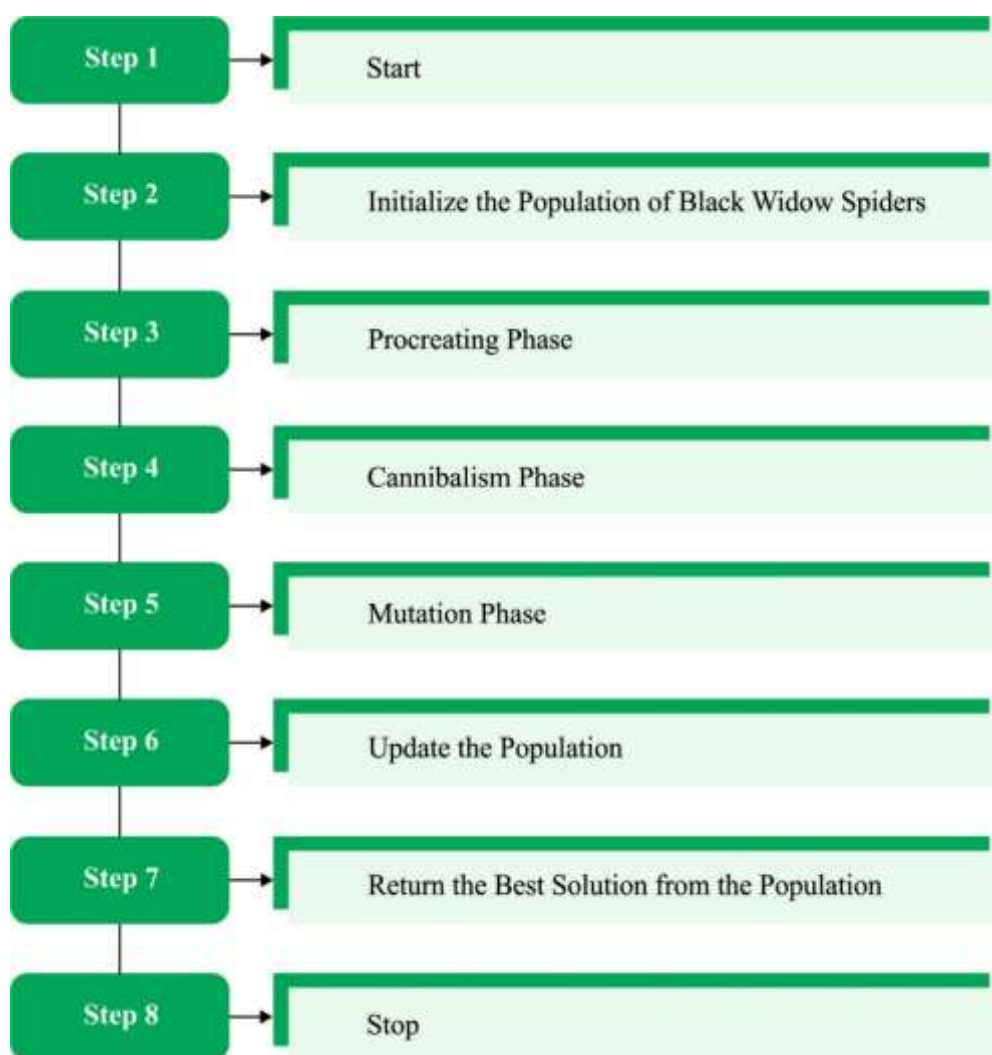 Step 1
Start
Step 2
Initialize the Population of Black Widow Spiders
Step 3
Procreating Phase
Step 4
Cannibalism Phase
Step 5
Mutation Phase
Step 6
Update the Population
Step 7
Return the Best Solution from the Population
Step 8
Stop